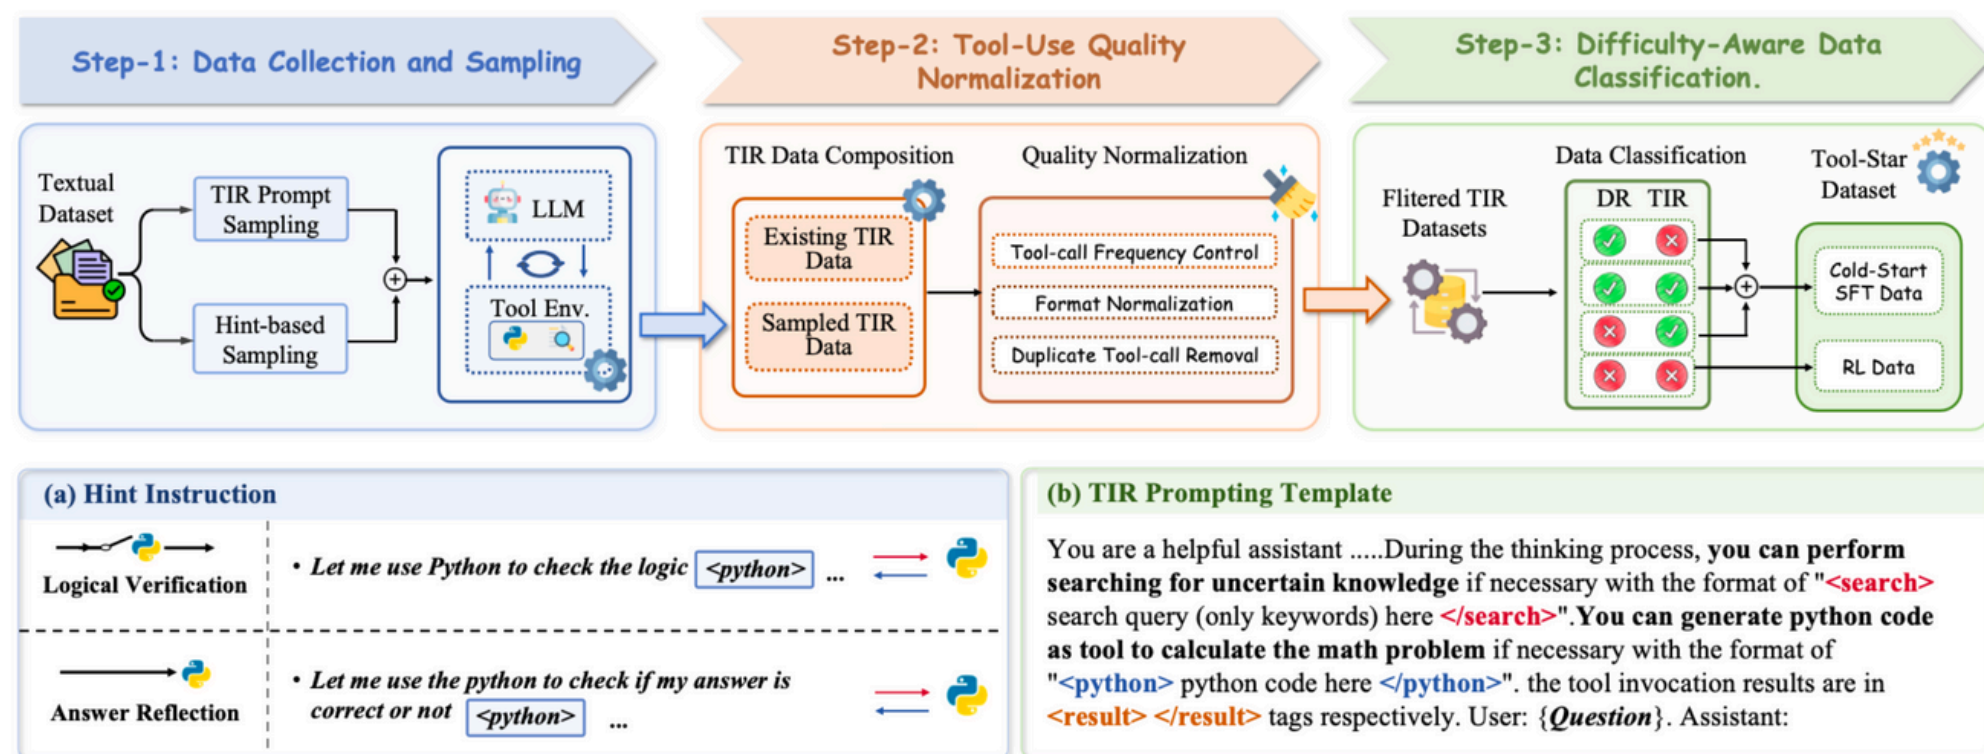 Step-1: Data Collection and Sampling
Step-2: Tool-Use Quality
Normalization
Step-3: Difficulty-Aware Data
Classification.
Textual
Dataset
TIR Prompt
Sampling
Hint-based
Sampling
LLM
Tool Env.
TIR Data Composition
Existing TIR
Data
Sampled TIR
Data
Quality Normalization
Tool-call Frequency Control
Format Normalization
Duplicate Tool-call Removal
Flitered TIR
Datasets
Data Classification
DR TIR
Tool-Star
Dataset
Cold-Start
SFT Data
RL Data
(a) Hint Instruction
Logical Verification
• Let me use Python to check the logic <python> ...
Answer Reflection
• Let me use the python to check if my answer is
correct or not <python> ...
(b) TIR Prompting Template
You are a helpful assistant .....During the thinking process, you can perform
searching for uncertain knowledge if necessary with the format of "<search>
search query (only keywords) here </search>".You can generate python code
as tool to calculate the math problem if necessary with the format of
"<python> python code here </python>". the tool invocation results are in
<result> </result> tags respectively. User: {Question}. Assistant: